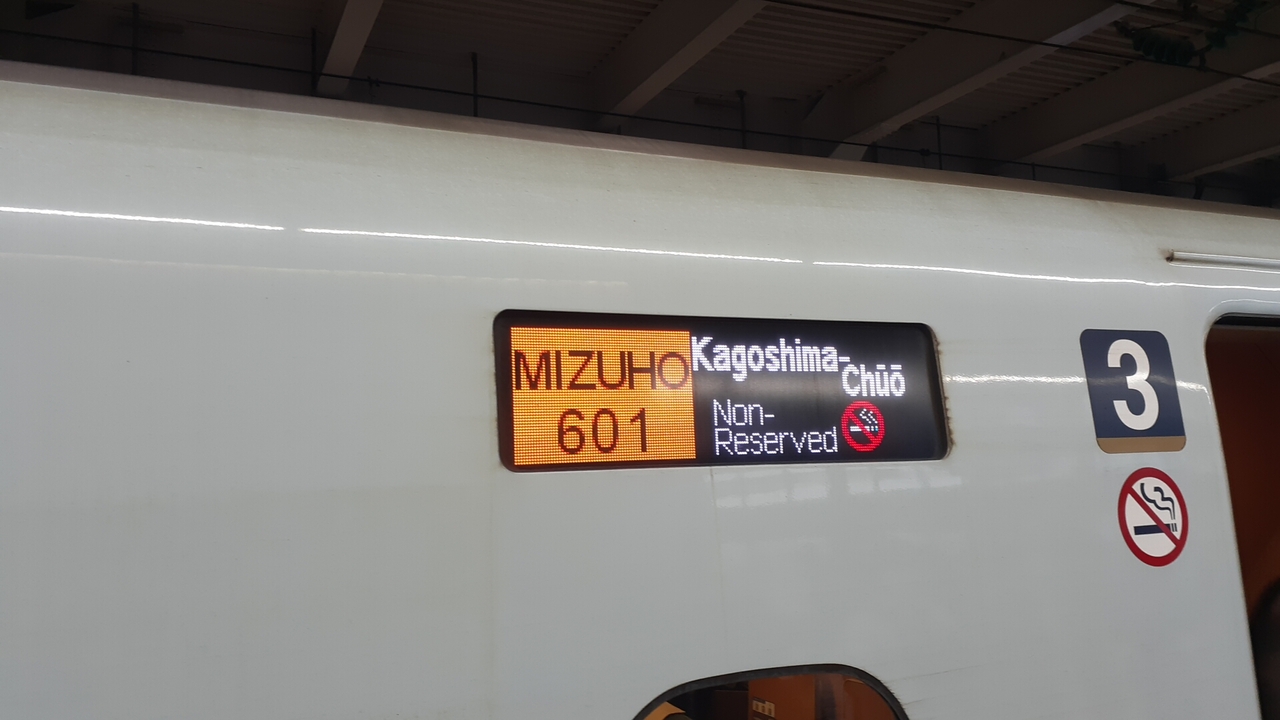 MIZUHO
601
Kagoshima-
Chūō
Non-
Reserved
3